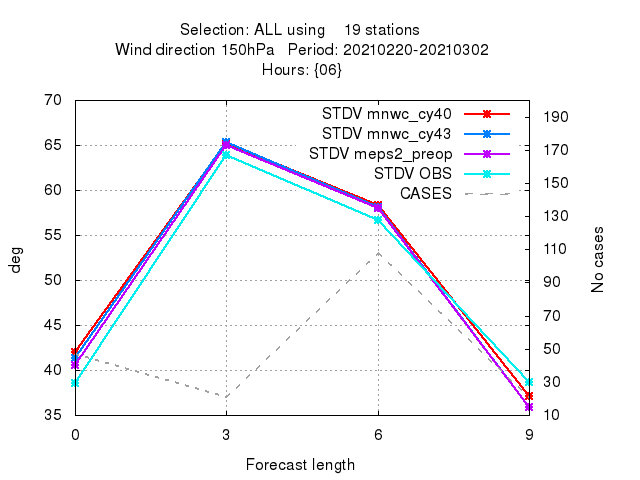 Selection: ALL using 19 stations
Wind direction 150hPa Period: 20210220-20210302
Hours: {06}
70
65
60
55
50
45
40
35
deg
STDV mnwc_cy40
STDV mnwc_cy43
STDV meps2_preop
STDV OBS
CASES
190
170
150
130
110
90
70
50
30
10
No cases
0 3 6 9
Forecast length